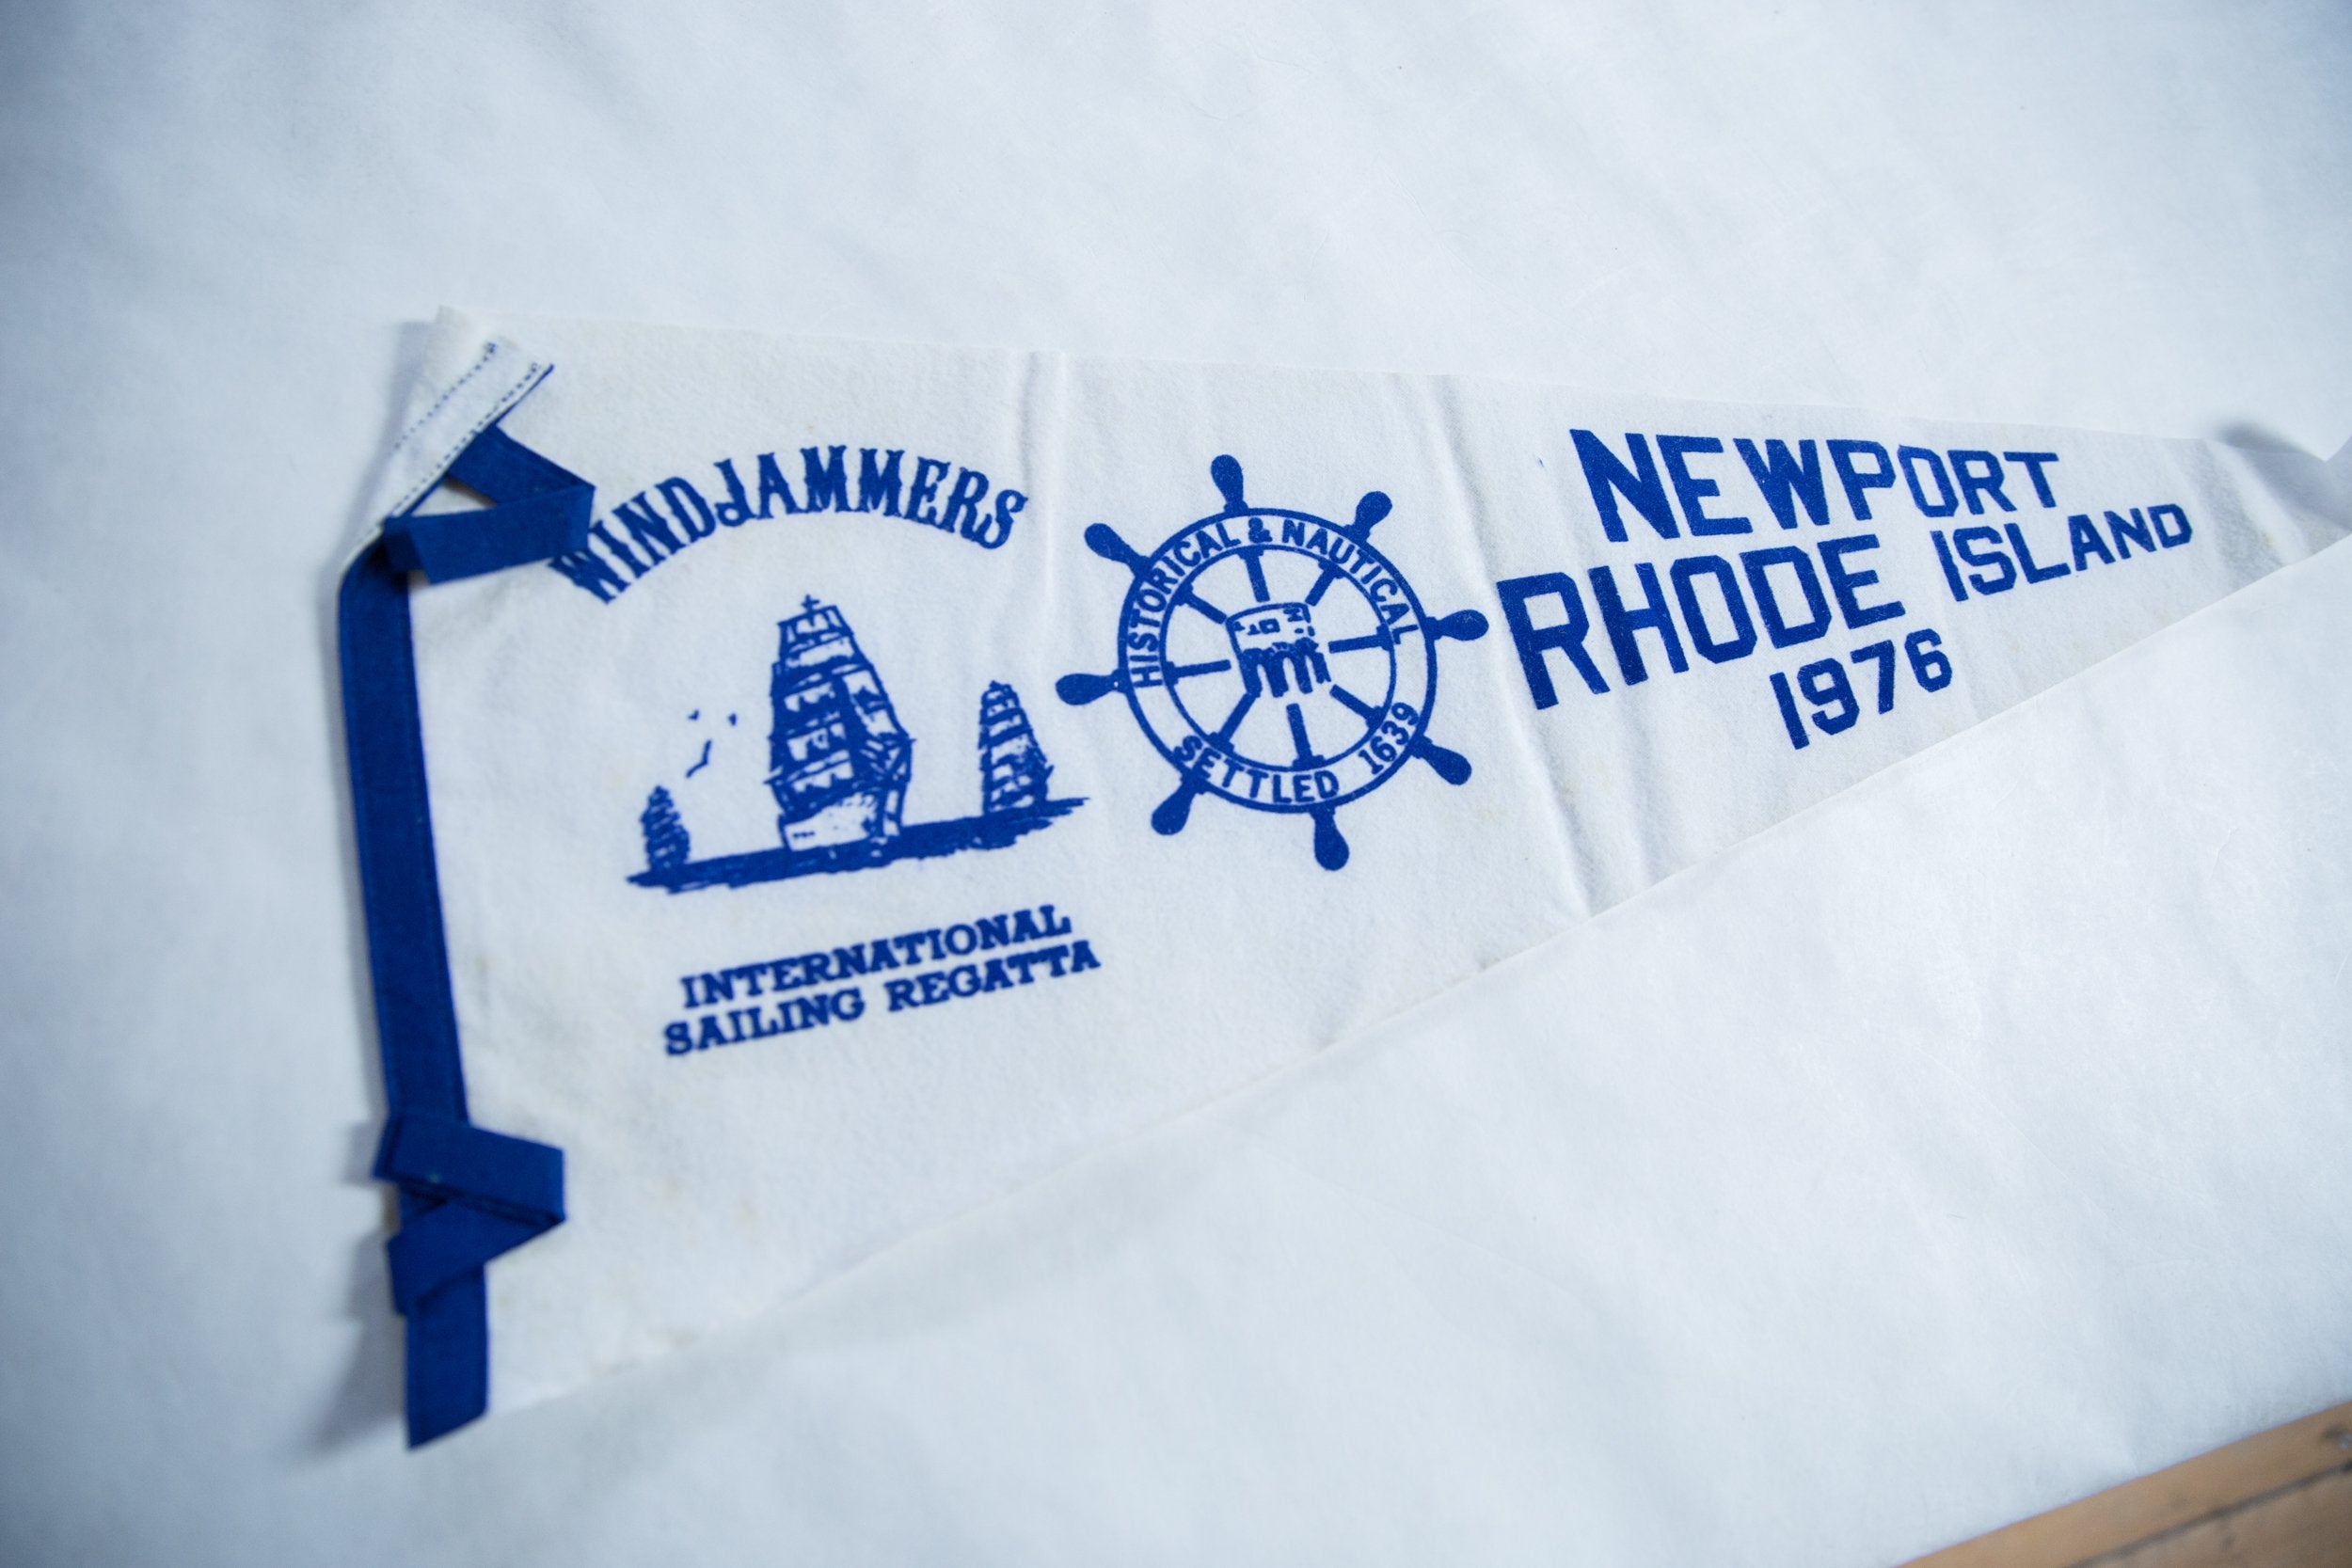 WINDJAMMERS
INTERNATIONAL
SAILING REGATTA
HISTORICAL & NAUTICAL
SETTLED 1639
NEWPORT
RHODE ISLAND
1976